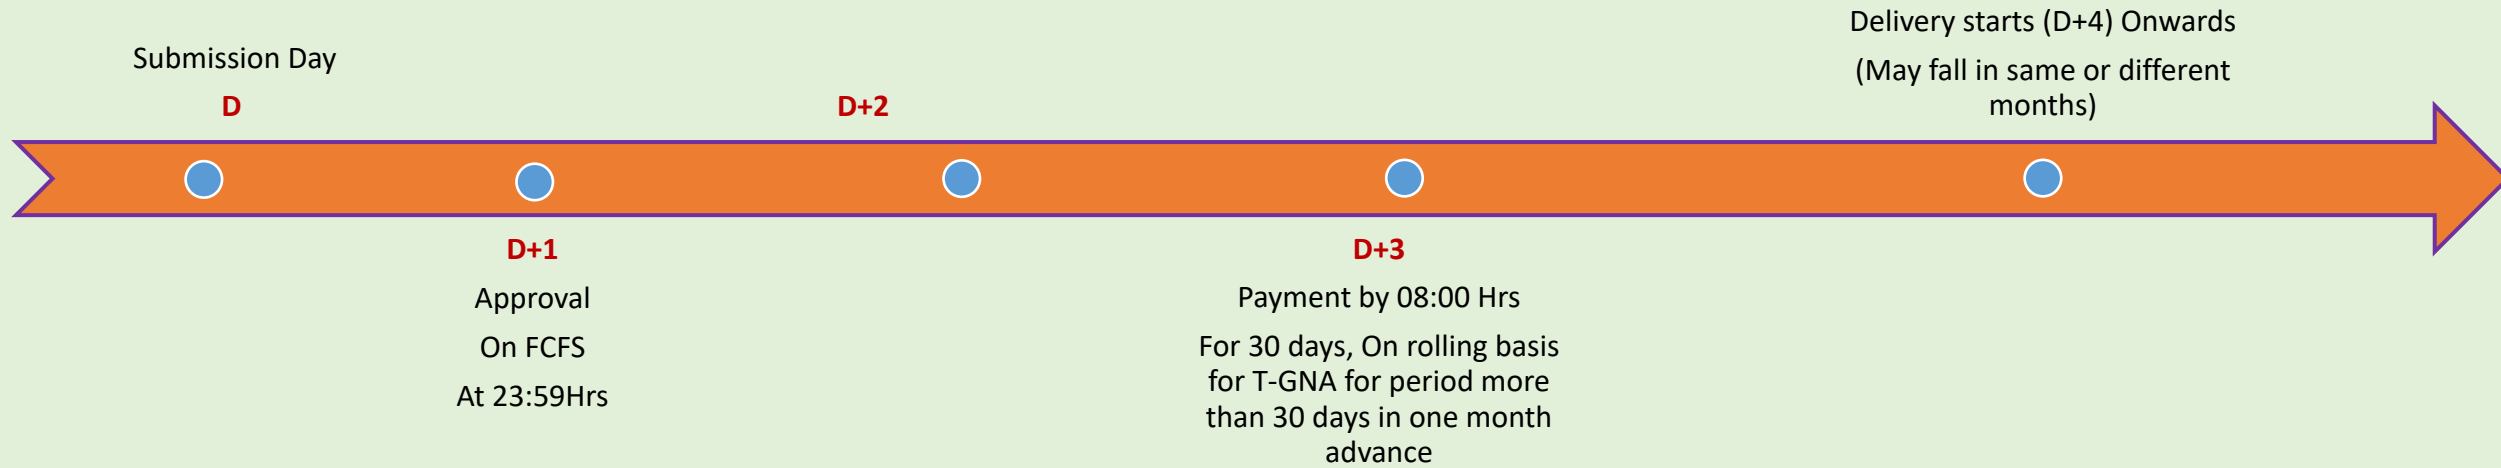 Submission Day
D
D+1
Approval
On FCFS
At 23:59Hrs
D+2
D+3
Payment by 08:00 Hrs
For 30 days, On rolling basis
for T-GNA for period more
than 30 days in one month
advance
Delivery starts (D+4) Onwards
(May fall in same or different
months)